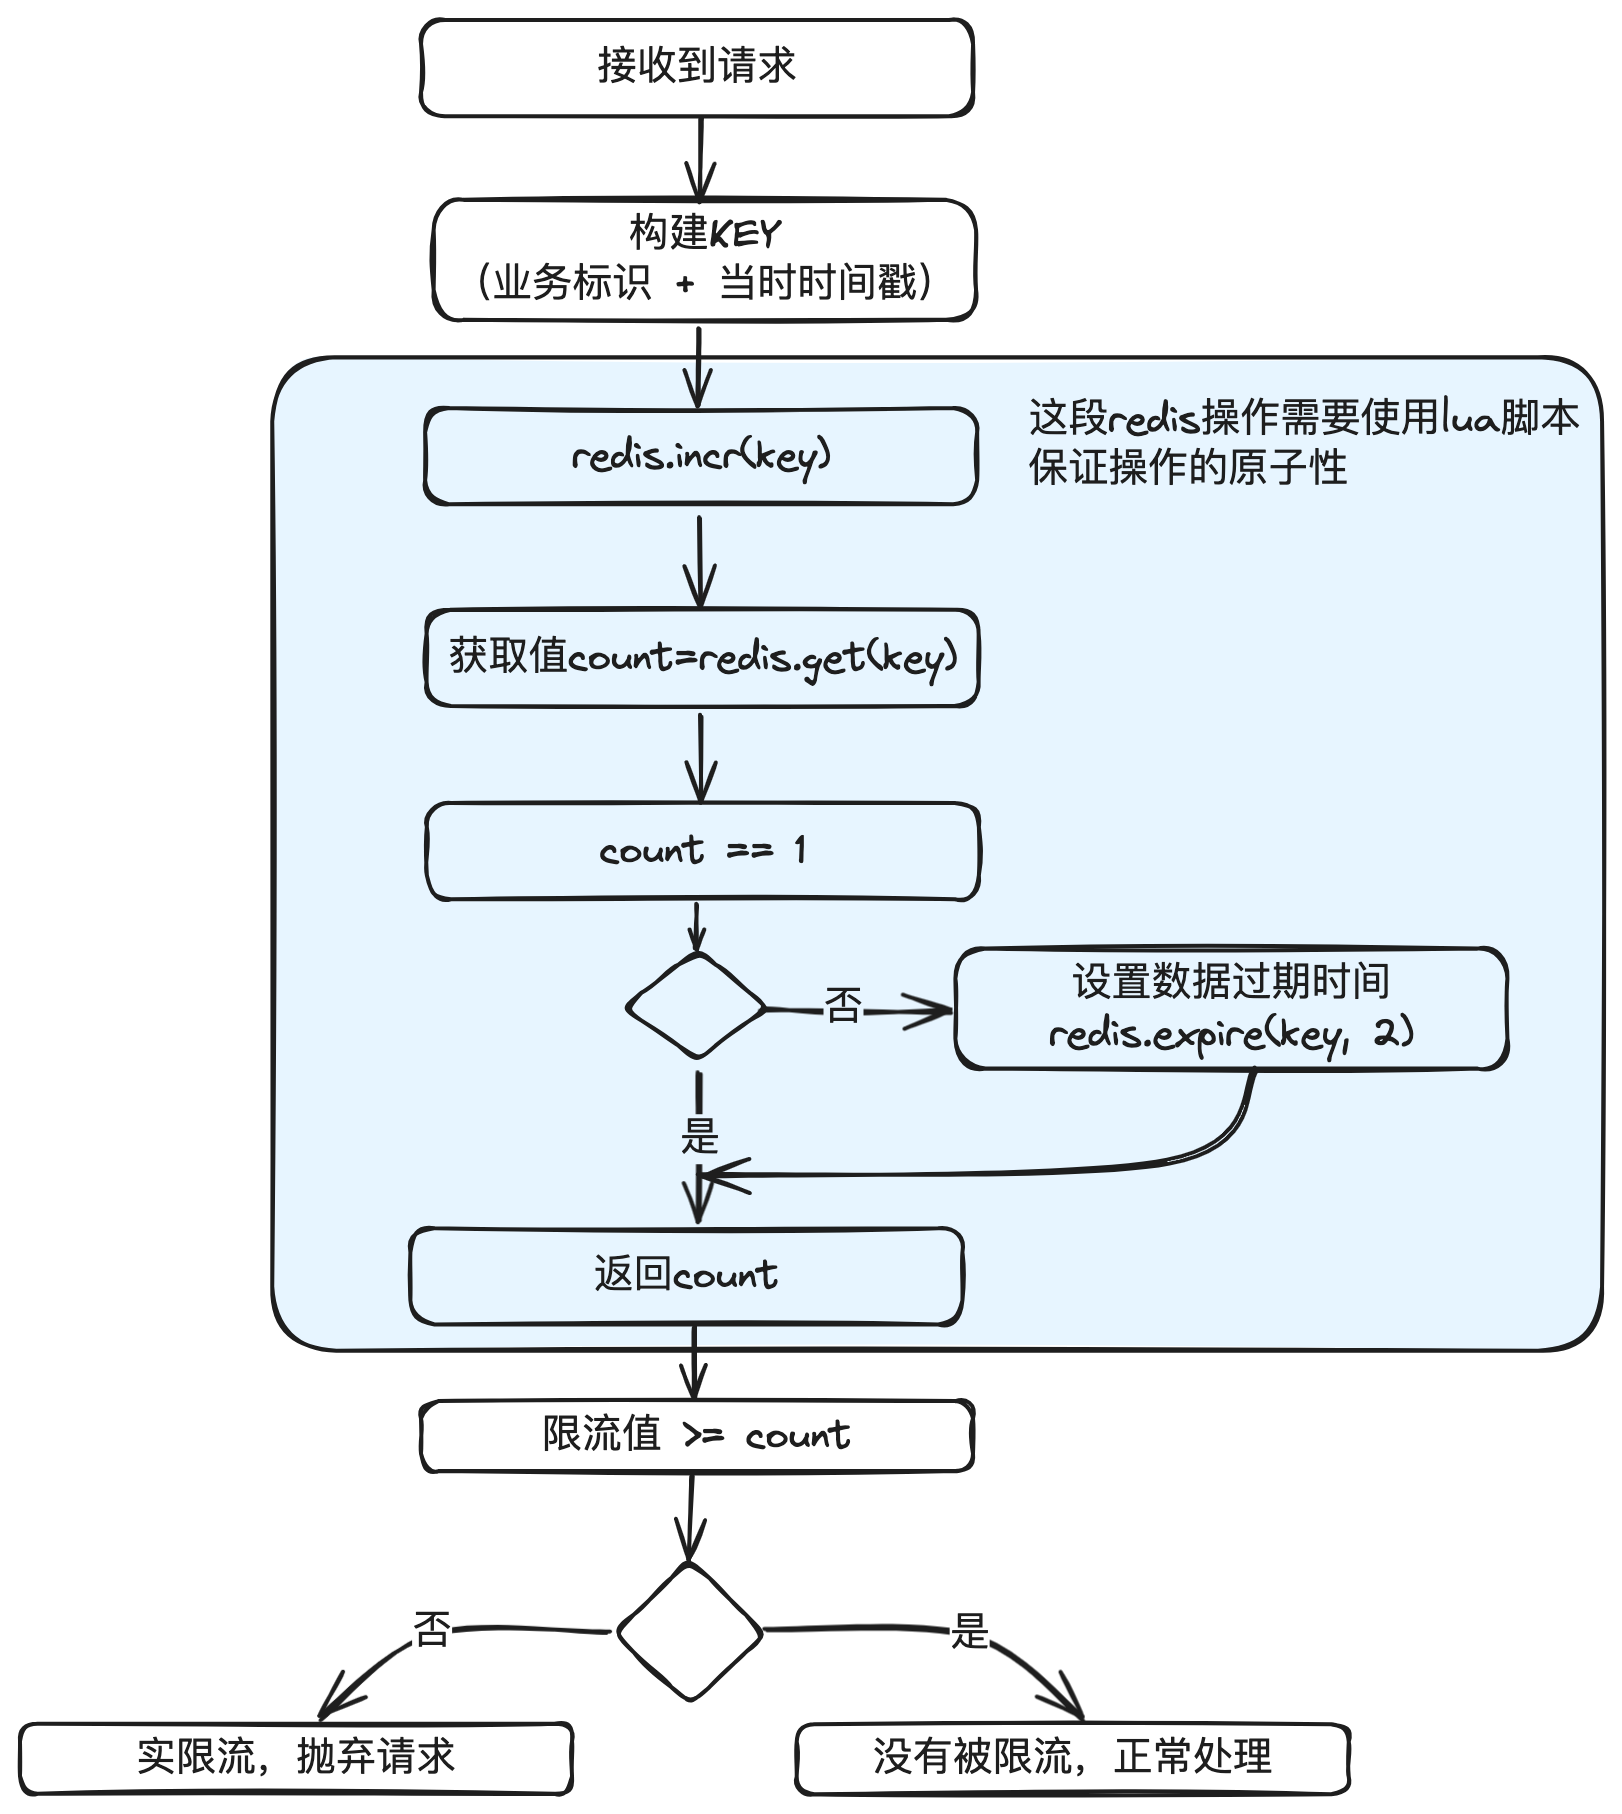 接收到请求
构建KEY
（业务标识 + 当时时间戳）
这段redis操作需要使用lua脚本
保证操作的原子性
redis.incr(key)
获取值count=redis.get(key)
count == 1
否
设置数据过期时间
redis.expire(key, 2)
是
返回count
限流值 >= count
否
是
实限流，抛弃请求
没有被限流，正常处理